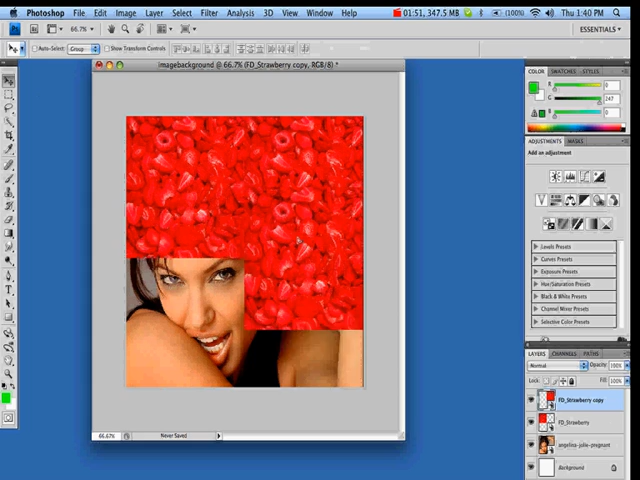 Photoshop File Edit Image Layer Select Filter Analysis 3D View Window Help 01:51, 347.5 MB (100%) Thu 1:40 PM
66.7% ESSENTIALS
Auto-Select: Group Show Transform Controls
imagebackground @ 66.7% (FD_Strawberry copy, RGB/8) *
COLOR SWATCHES STYLES
R 0
G 247
B 0
ADJUSTMENTS MASKS
Add an adjustment
Levels Presets
Curves Presets
Exposure Presets
Hue/Saturation Presets
Black & White Presets
Channel Mixer Presets
Selective Color Presets
LAYERS CHANNELS PATHS
Normal Opacity: 100%
Lock: Fill: 100%
FD_Strawberry copy
FD_Strawberry
angelina-jolie-pregnant
Background
66.67% Never Saved